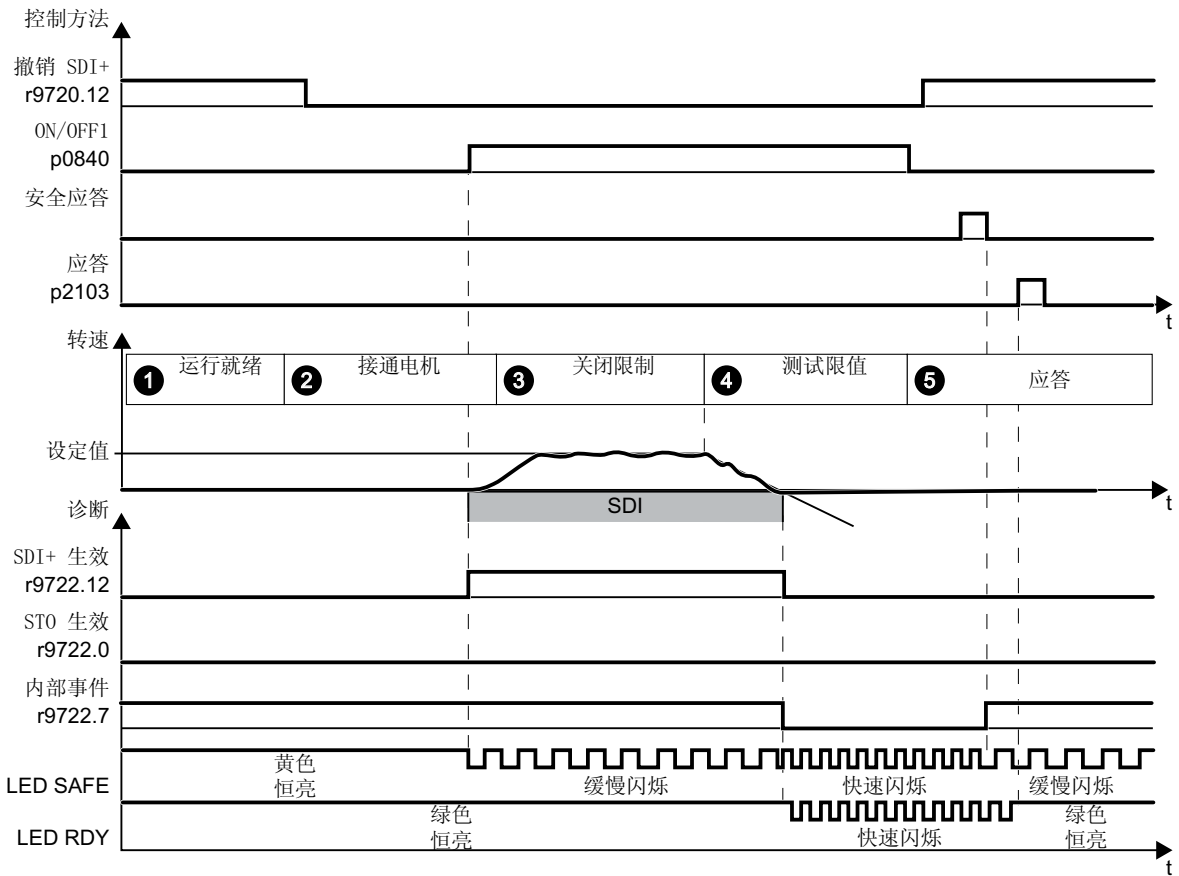 控制方法
撤销 SDI+
r9720.12
ON/OFF1
p0840
安全应答
应答
p2103
t
转速
1 运行就绪 2 接通电机 3 关闭限制 4 测试限值 5 应答
设定值
SDI
t
诊断
SDI+ 生效
r9722.12
STO 生效
r9722.0
内部事件
r9722.7
LED SAFE
黄色
恒亮
缓慢闪烁
快速闪烁
缓慢闪烁
LED RDY
绿色
恒亮
快速闪烁
绿色
恒亮
t